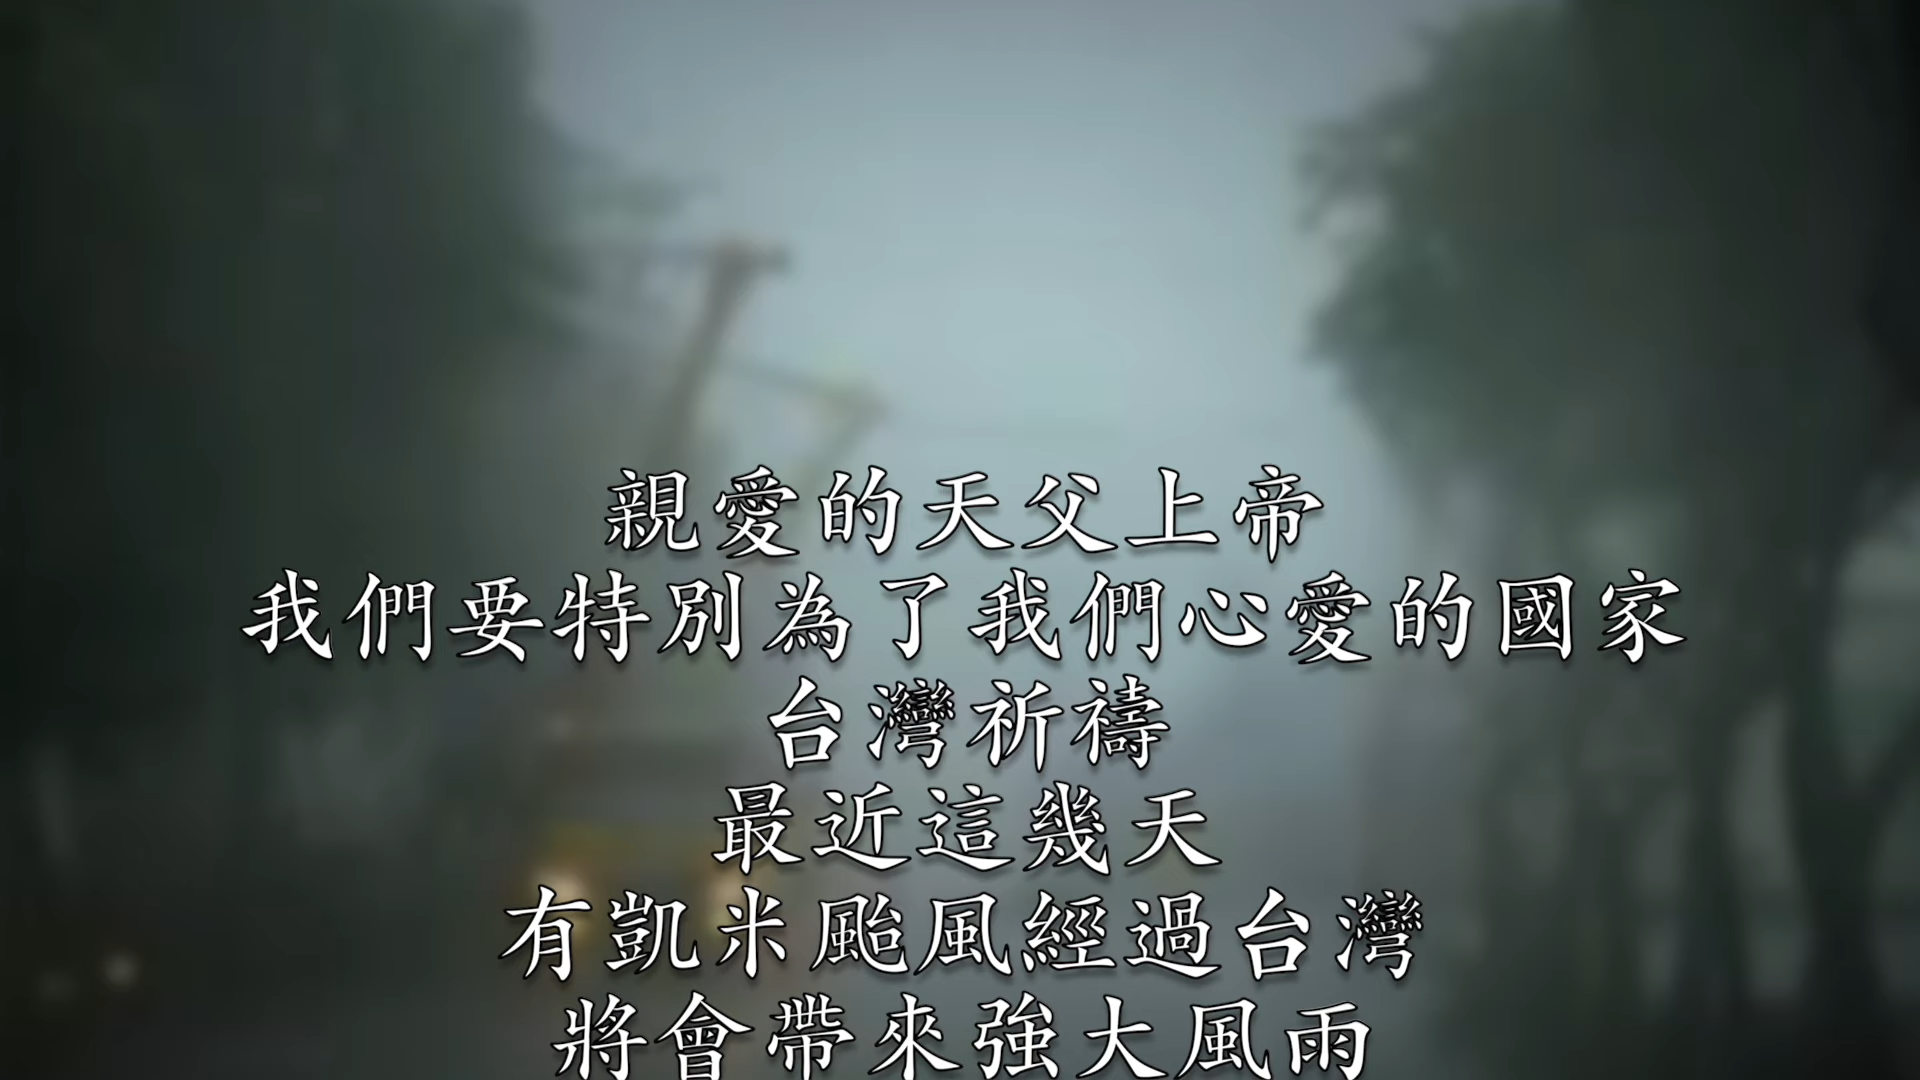 親愛的天父上帝
我們要特別為了我們心愛的國家
台灣祈禱
最近這幾天
有凱米颱風經過台灣
將會帶來強大風雨